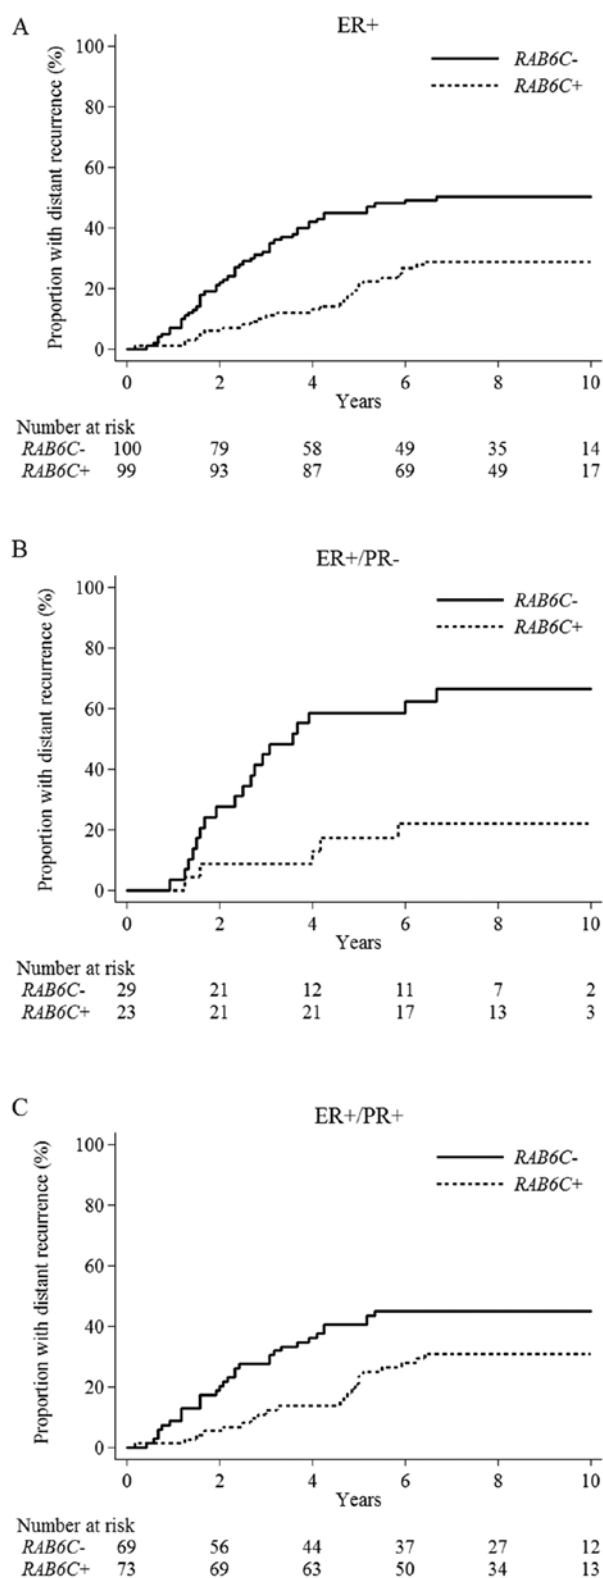 A
ER+
Proportion with distant recurrence (%)
100
80
60
40
20
0
RAB6C-
RAB6C+
0 2 4 6 8 10
Years
Number at risk
RAB6C- 100 79 58 49 35 14
RAB6C+ 99 93 87 69 49 17
B
ER+/PR-
Proportion with distant recurrence (%)
100
80
60
40
20
0
RAB6C-
RAB6C+
0 2 4 6 8 10
Years
Number at risk
RAB6C- 29 21 12 11 7 2
RAB6C+ 23 21 21 17 13 3
C
ER+/PR+
Proportion with distant recurrence (%)
100
80
60
40
20
0
RAB6C-
RAB6C+
0 2 4 6 8 10
Years
Number at risk
RAB6C- 69 56 44 37 27 12
RAB6C+ 73 69 63 50 34 13